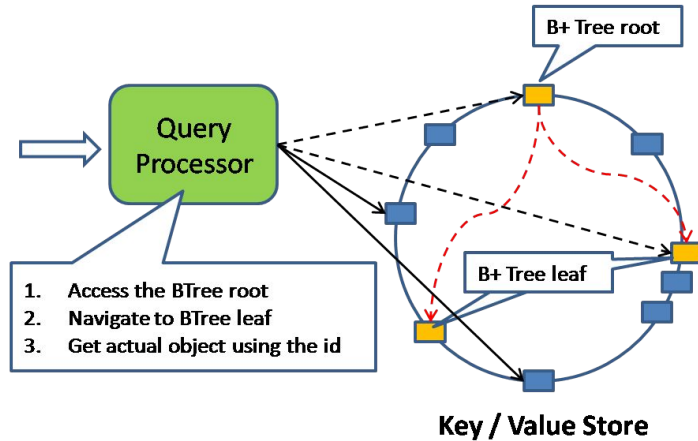 B+ Tree root
Query
Processor
B+ Tree leaf
1. Access the BTree root
2. Navigate to BTree leaf
3. Get actual object using the id
Key / Value Store